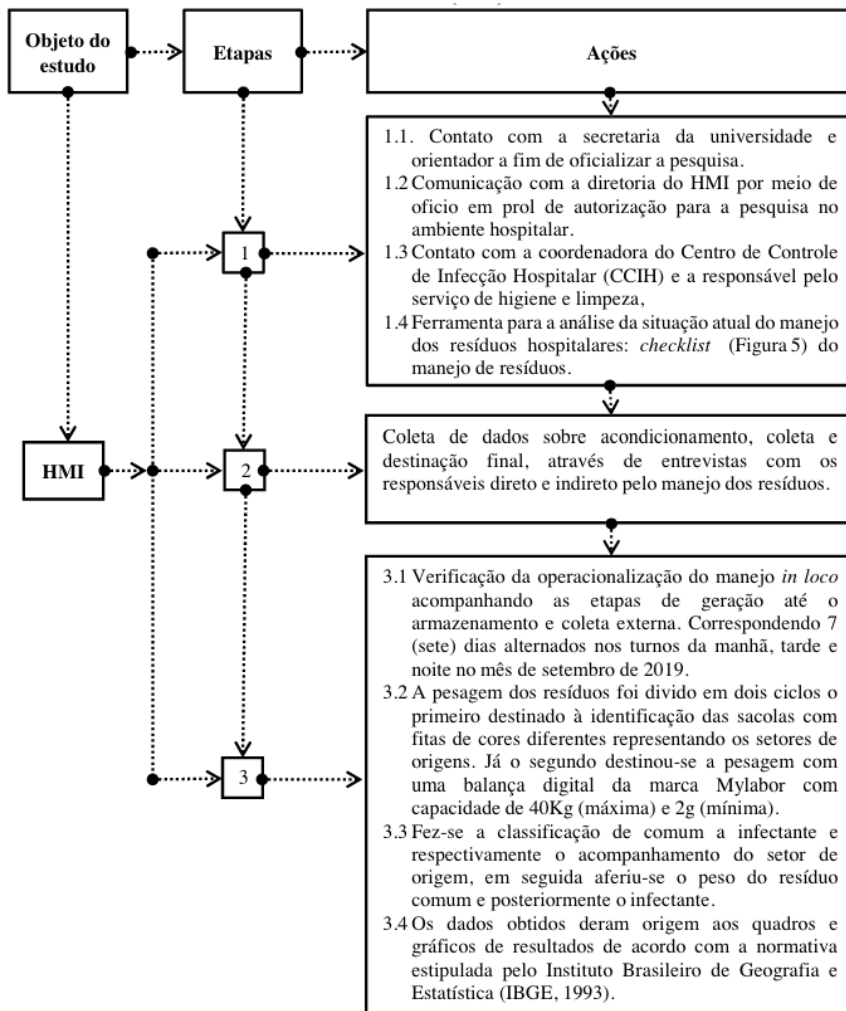 Objeto do
estudo
Etapas
Ações
1.1. Contato com a secretaria da universidade e
orientador a fim de oficializar a pesquisa.
1.2 Comunicação com a diretoria do HMI por meio de
oficio em prol de autorização para a pesquisa no
ambiente hospitalar.
1.3 Contato com a coordenadora do Centro de Controle
de Infecção Hospitalar (CCIH) e a responsável pelo
serviço de higiene e limpeza,
1.4 Ferramenta para a análise da situação atual do manejo
dos resíduos hospitalares: checklist (Figura 5) do
manejo de resíduos.
1
HMI
2
Coleta de dados sobre acondicionamento, coleta e
destinação final, através de entrevistas com os
responsáveis direto e indireto pelo manejo dos resíduos.
3
3.1 Verificação da operacionalização do manejo in loco
acompanhando as etapas de geração até o
armazenamento e coleta externa. Correspondendo 7
(sete) dias alternados nos turnos da manhã, tarde e
noite no mês de setembro de 2019.
3.2 A pesagem dos resíduos foi divido em dois ciclos o
primeiro destinado à identificação das sacolas com
fitas de cores diferentes representando os setores de
origens. Já o segundo destinou-se a pesagem com
uma balança digital da marca Mylabor com
capacidade de 40Kg (máxima) e 2g (mínima).
3.3 Fez-se a classificação de comum a infectante e
respectivamente o acompanhamento do setor de
origem, em seguida aferiu-se o peso do resíduo
comum e posteriormente o infectante.
3.4 Os dados obtidos deram origem aos quadros e
gráficos de resultados de acordo com a normativa
estipulada pelo Instituto Brasileiro de Geografia e
Estatística (IBGE, 1993).